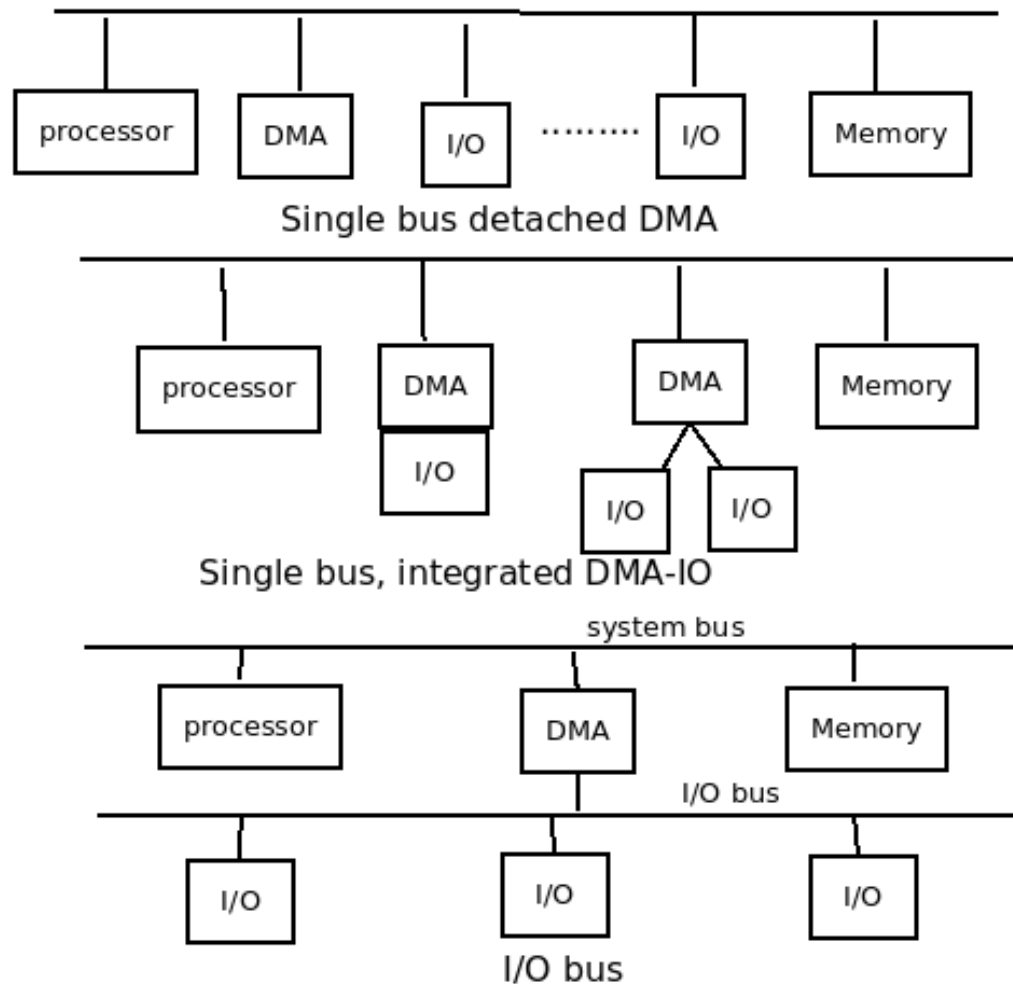 processor DMA I/O ......... I/O Memory
Single bus detached DMA
processor DMA DMA Memory
I/O I/O I/O
Single bus, integrated DMA-IO
system bus
processor DMA Memory
I/O bus
I/O I/O I/O
I/O bus